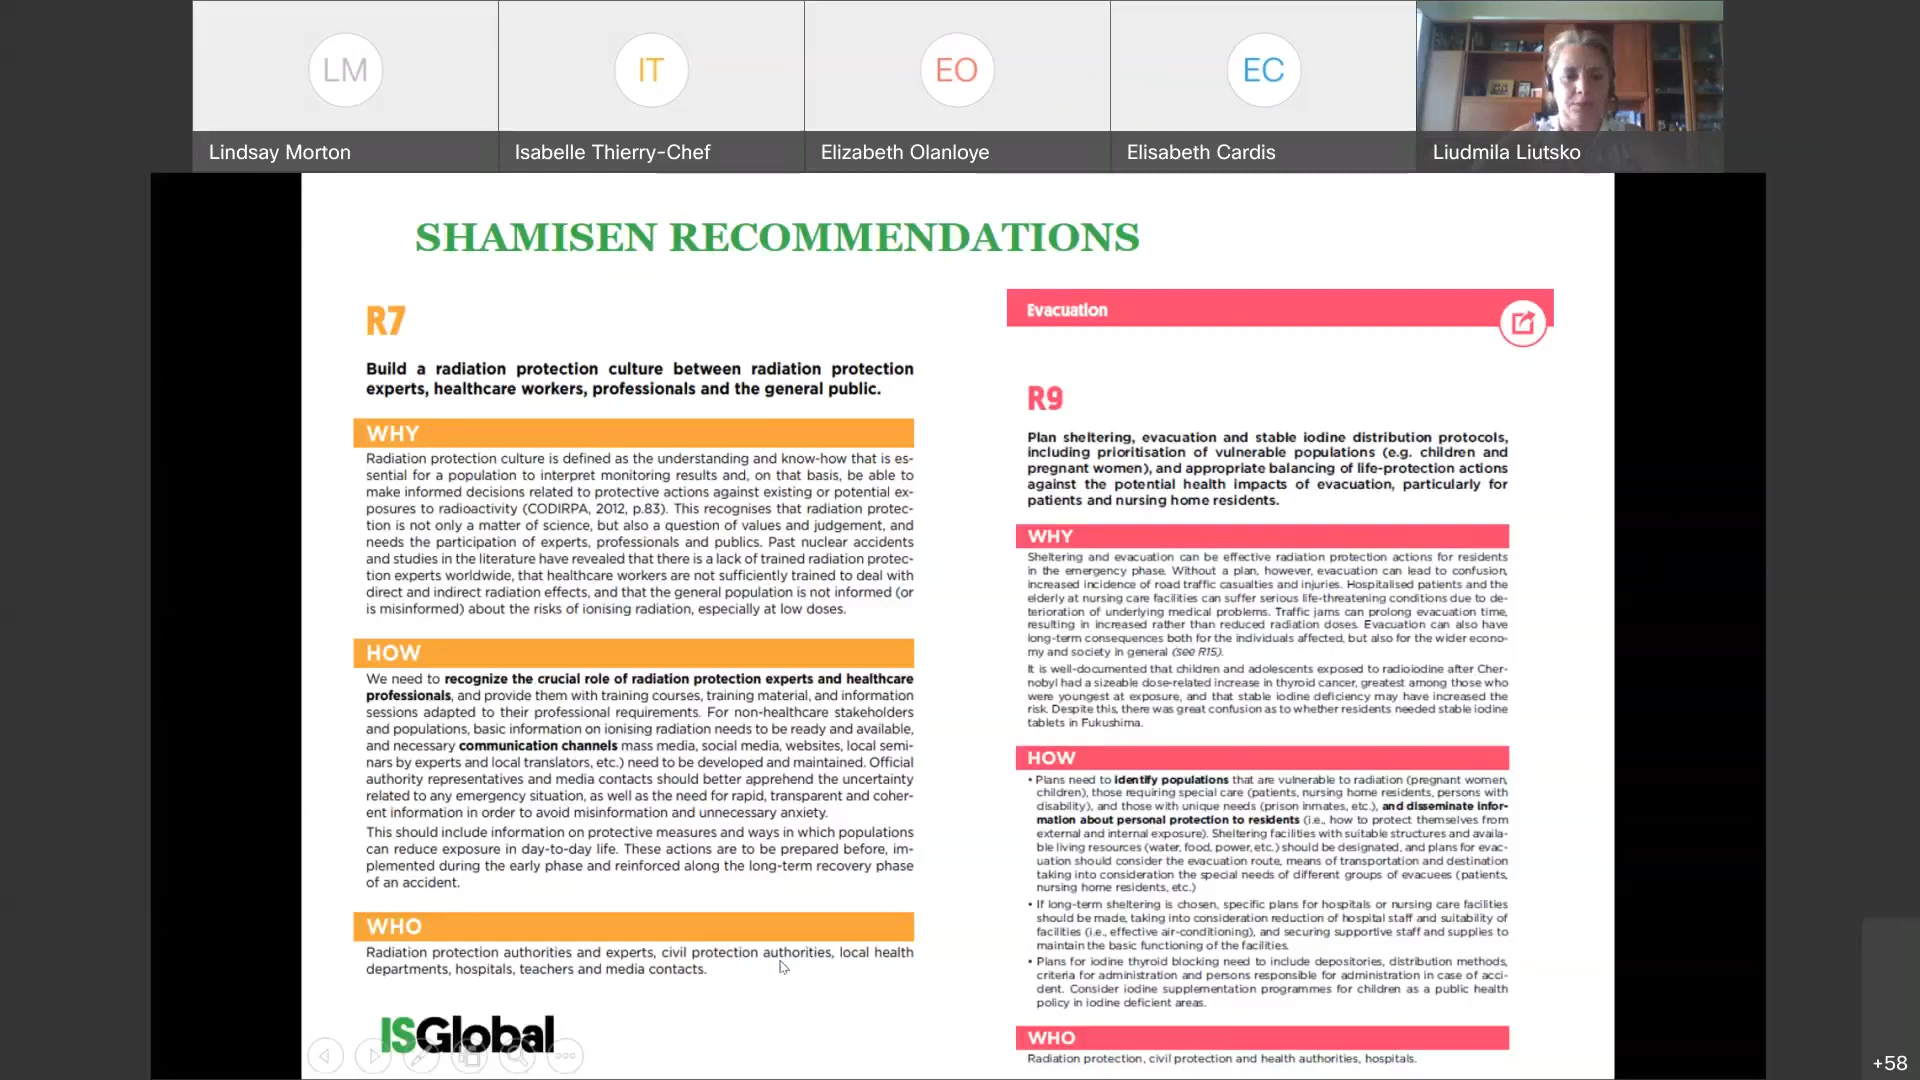 LM
IT
EO
EC
Lindsay Morton
Isabelle Thierry-Chef
Elizabeth Olanloye
Elisabeth Cardis
Liudmila Liutsko
SHAMISEN RECOMMENDATIONS
R7
Build a radiation protection culture between radiation protection
experts, healthcare workers, professionals and the general public.
WHY
Radiation protection culture is defined as the understanding and know-how that is es-
sential for a population to interpret monitoring results and, on that basis, be able to
make informed decisions related to protective actions against existing or potential ex-
posures to radioactivity (CODIRPA, 2012, p.83). This recognises that radiation protec-
tion is not only a matter of science, but also a question of values and judgement, and
needs the participation of experts, professionals and publics. Past nuclear accidents
and studies in the literature have revealed that there is a lack of trained radiation protec-
tion experts worldwide, that healthcare workers are not sufficiently trained to deal with
direct and indirect radiation effects, and that the general population is not informed (or
is misinformed) about the risks of ionising radiation, especially at low doses.
HOW
We need to recognize the crucial role of radiation protection experts and healthcare
professionals, and provide them with training courses, training material, and information
sessions adapted to their professional requirements. For non-healthcare stakeholders
and populations, basic information on ionising radiation needs to be ready and available,
and necessary communication channels mass media, social media, websites, local semi-
nars by experts and local translators, etc.) need to be developed and maintained. Official
authority representatives and media contacts should better apprehend the uncertainty
related to any emergency situation, as well as the need for rapid, transparent and coher-
ent information in order to avoid misinformation and unnecessary anxiety.
This should include information on protective measures and ways in which populations
can reduce exposure in day-to-day life. These actions are to be prepared before, im-
plemented during the early phase and reinforced along the long-term recovery phase
of an accident.
WHO
Radiation protection authorities and experts, civil protection authorities, local health
departments, hospitals, teachers and media contacts.
ISGlobal
Evacuation
R9
Plan sheltering, evacuation and stable iodine distribution protocols,
including prioritisation of vulnerable populations (e.g. children and
pregnant women), and appropriate balancing of life-protection actions
against the potential health impacts of evacuation, particularly for
patients and nursing home residents.
WHY
Sheltering and evacuation can be effective radiation protection actions for residents
in the emergency phase. Without a plan, however, evacuation can lead to confusion,
increased incidence of road traffic casualties and injuries. Hospitalised patients and the
elderly at nursing care facilities can suffer serious life-threatening conditions due to de-
terioration of underlying medical problems. Traffic jams can prolong evacuation time,
resulting in increased rather than reduced radiation doses. Evacuation can also have
long-term consequences both for the individuals affected, but also for the wider econo-
my and society in general (see R15).
It is well-documented that children and adolescents exposed to radioiodine after Cher-
nobyl had a sizeable dose-related increase in thyroid cancer, greatest among those who
were youngest at exposure, and that stable iodine deficiency may have increased the
risk. Despite this, there was great confusion as to whether residents needed stable iodine
tablets in Fukushima.
HOW
• Plans need to identify populations that are vulnerable to radiation (pregnant women,
children), those requiring special care (patients, nursing home residents, persons with
disability), and those with unique needs (prison inmates, etc.), and disseminate infor-
mation about personal protection to residents (i.e., how to protect themselves from
external and internal exposure). Sheltering facilities with suitable structures and availa-
ble living resources (water, food, power, etc.) should be designated, and plans for evac-
uation should consider the evacuation route, means of transportation and destination
taking into consideration the special needs of different groups of evacuees (patients,
nursing home residents, etc.)
• If long-term sheltering is chosen, specific plans for hospitals or nursing care facilities
should be made, taking into consideration reduction of hospital staff and suitability of
facilities (i.e., effective air-conditioning), and securing supportive staff and supplies to
maintain the basic functioning of the facilities.
• Plans for iodine thyroid blocking need to include depositories, distribution methods,
criteria for administration and persons responsible for administration in case of acci-
dent. Consider iodine supplementation programmes for children as a public health
policy in iodine deficient areas.
WHO
Radiation protection, civil protection and health authorities, hospitals.
+58